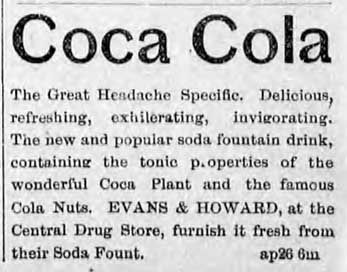 Coca Cola
The Great Headache Specific. Delicious,
refreshing, exhilerating, invigorating.
The new and popular soda fountain drink,
containing the tonic p.operties of the
wonderful Coca Plant and the famous
Cola Nuts. EVANS & HOWARD, at the
Central Drug Store, furnish it fresh from
their Soda Fount. ap26 6m